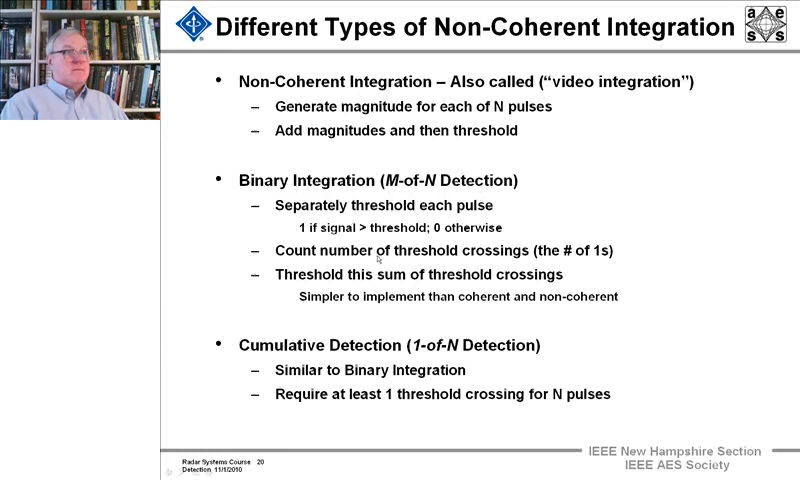 Different Types of Non-Coherent Integration
a e
s s
• Non-Coherent Integration – Also called (“video integration”)
– Generate magnitude for each of N pulses
– Add magnitudes and then threshold
• Binary Integration (M-of-N Detection)
– Separately threshold each pulse
1 if signal > threshold; 0 otherwise
– Count number of threshold crossings (the # of 1s)
– Threshold this sum of threshold crossings
Simpler to implement than coherent and non-coherent
• Cumulative Detection (1-of-N Detection)
– Similar to Binary Integration
– Require at least 1 threshold crossing for N pulses
Radar Systems Course 20
Detection 11/1/2010
IEEE New Hampshire Section
IEEE AES Society